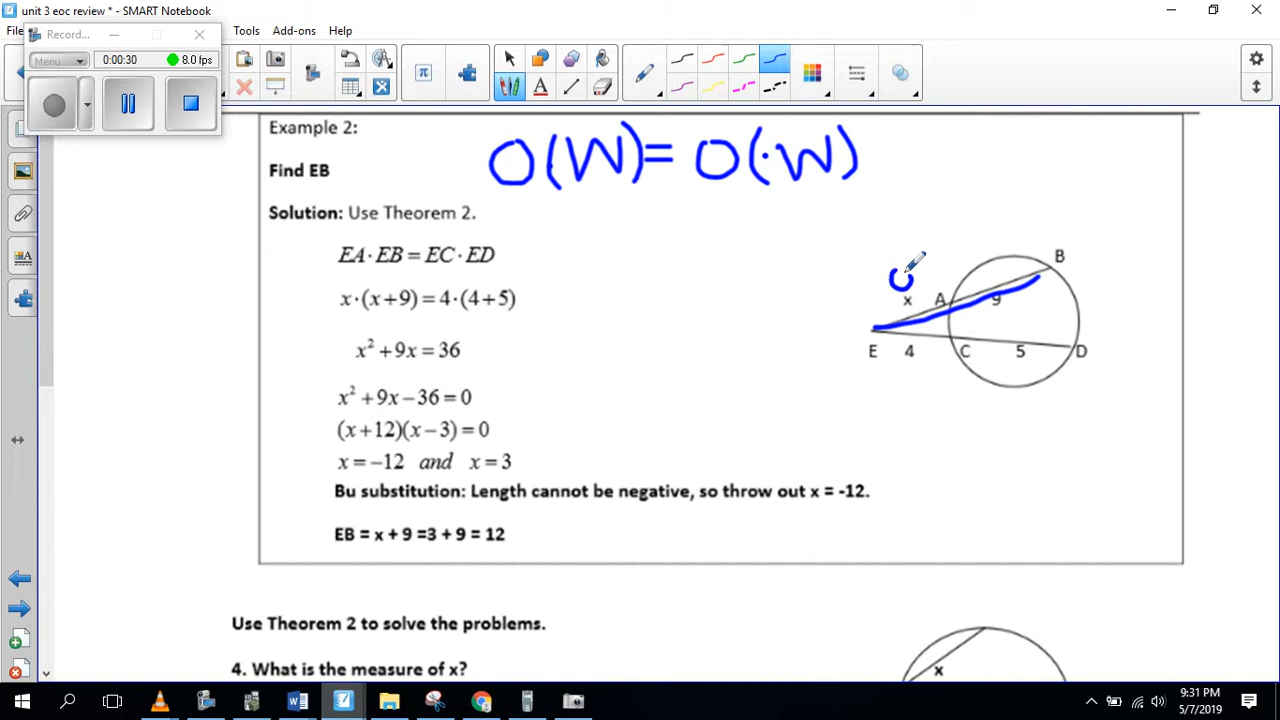 unit 3 eoc review * - SMART Notebook
File Tools Add-ons Help
Record...
Menu 0:00:30 8.0 fps
Example 2:
O(W)= O(·W)
Find EB
Solution: Use Theorem 2.
EA·EB = EC·ED
x·(x+9) = 4·(4+5)
x² +9x = 36
x² +9x−36 = 0
(x+12)(x−3) = 0
x = −12 and x = 3
Bu substitution: Length cannot be negative, so throw out x = -12.
EB = x + 9 =3 + 9 = 12
B
O
x A 9
E 4 C 5 D
Use Theorem 2 to solve the problems.
4. What is the measure of x?
x
9:31 PM
5/7/2019